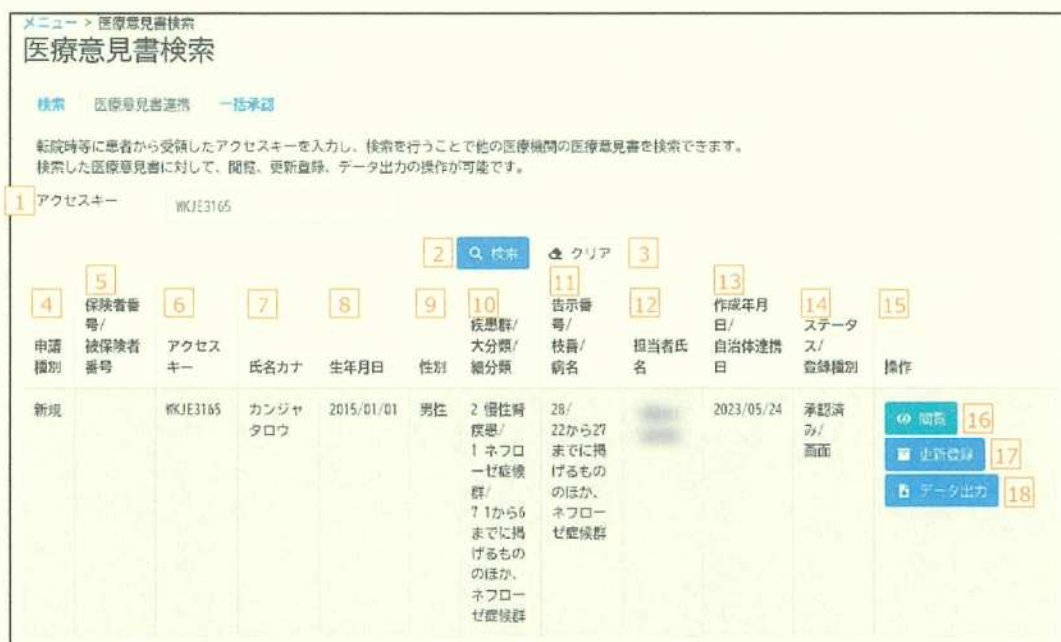 メニュー > 医療意見書検索
医療意見書検索
検索 医療意見書連携 一括承認
転院時等に患者から受領したアクセスキーを入力し、検索を行うことで他の医療機関の医療意見書を検索できます。
検索した医療意見書に対して、閲覧、更新登録、データ出力の操作が可能です。
1 アクセスキー WKJE3165
2 検索 クリア 3
4 申請
種別
5 保険者番
号/
被保険者
番号
6 アクセス
キー
7 氏名カナ
8 生年月日
9 性別
10 疾患群/
大分類/
細分類
11 告示番
号/
枝番/
病名
12 担当者氏
名
13 作成年月
日/
自治体連携
日
14 ステータ
ス/
登録種別
15 操作
新規
WKJE3165
カンジャ
タロウ
2015/01/01
男性
2 慢性腎
疾患/
1 ネフロ
ーゼ症候
群/
7 1から6
までに掲
げるもの
のほか、
ネフロー
ゼ症候群
28/
22から27
までに掲
げるもの
のほか、
ネフロー
ゼ症候群
2023/05/24
承認済
み/
画面
閲覧 16
更新登録 17
データ出力 18